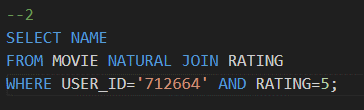 --2
SELECT NAME
FROM MOVIE NATURAL JOIN RATING
WHERE USER_ID='712664' AND RATING=5;